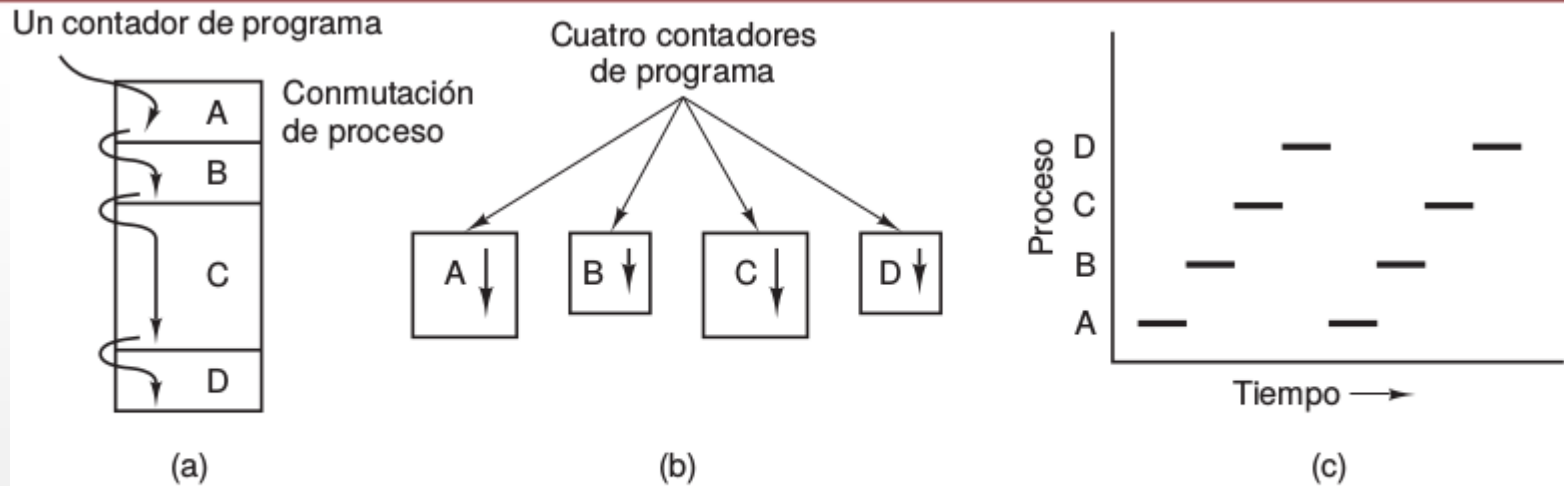 Un contador de programa
Conmutación
de proceso
A
B
C
D
(a)
Cuatro contadores
de programa
A
B
C
D
(b)
Proceso
D
C
B
A
Tiempo
(c)